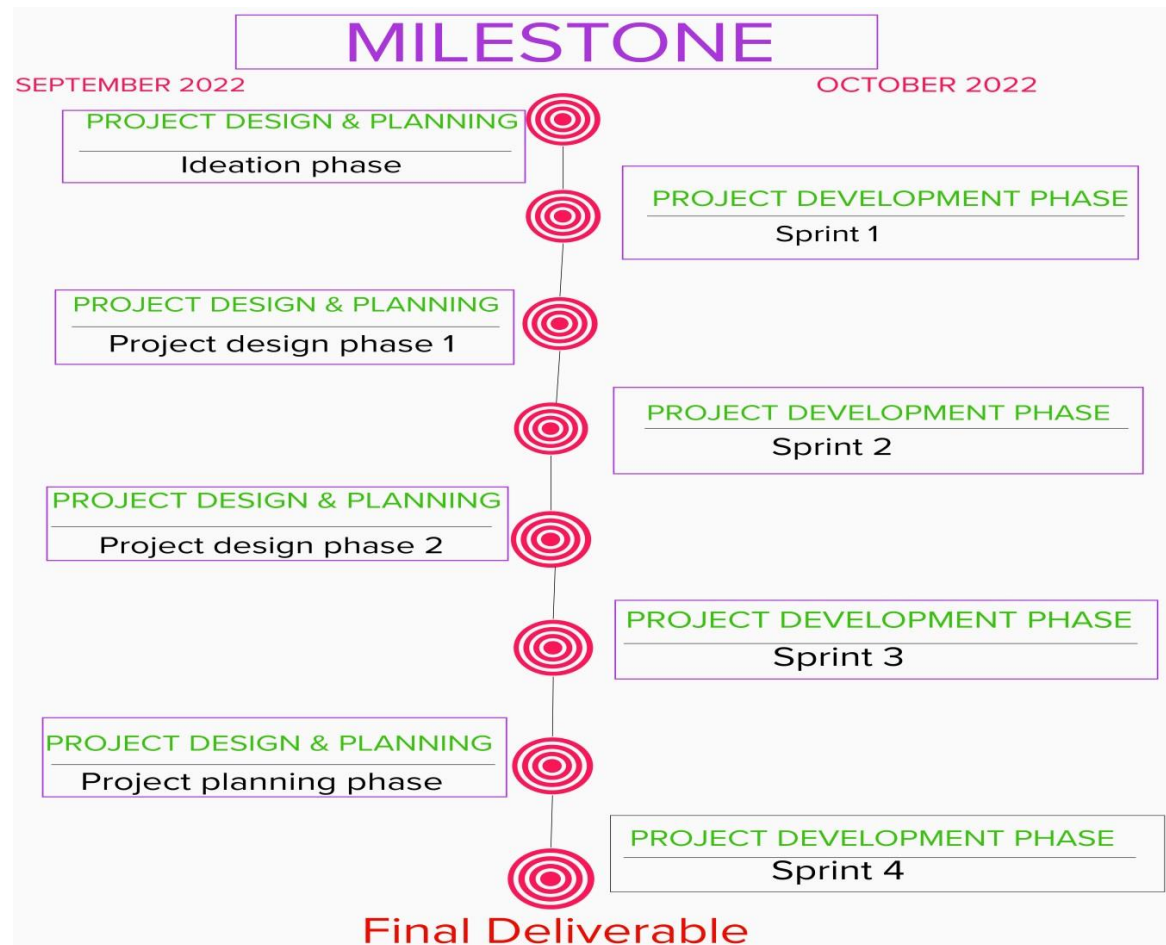 MILESTONE
SEPTEMBER 2022
OCTOBER 2022
PROJECT DESIGN & PLANNING
Ideation phase
PROJECT DEVELOPMENT PHASE
Sprint 1
PROJECT DESIGN & PLANNING
Project design phase 1
PROJECT DEVELOPMENT PHASE
Sprint 2
PROJECT DESIGN & PLANNING
Project design phase 2
PROJECT DEVELOPMENT PHASE
Sprint 3
PROJECT DESIGN & PLANNING
Project planning phase
PROJECT DEVELOPMENT PHASE
Sprint 4
Final Deliverable